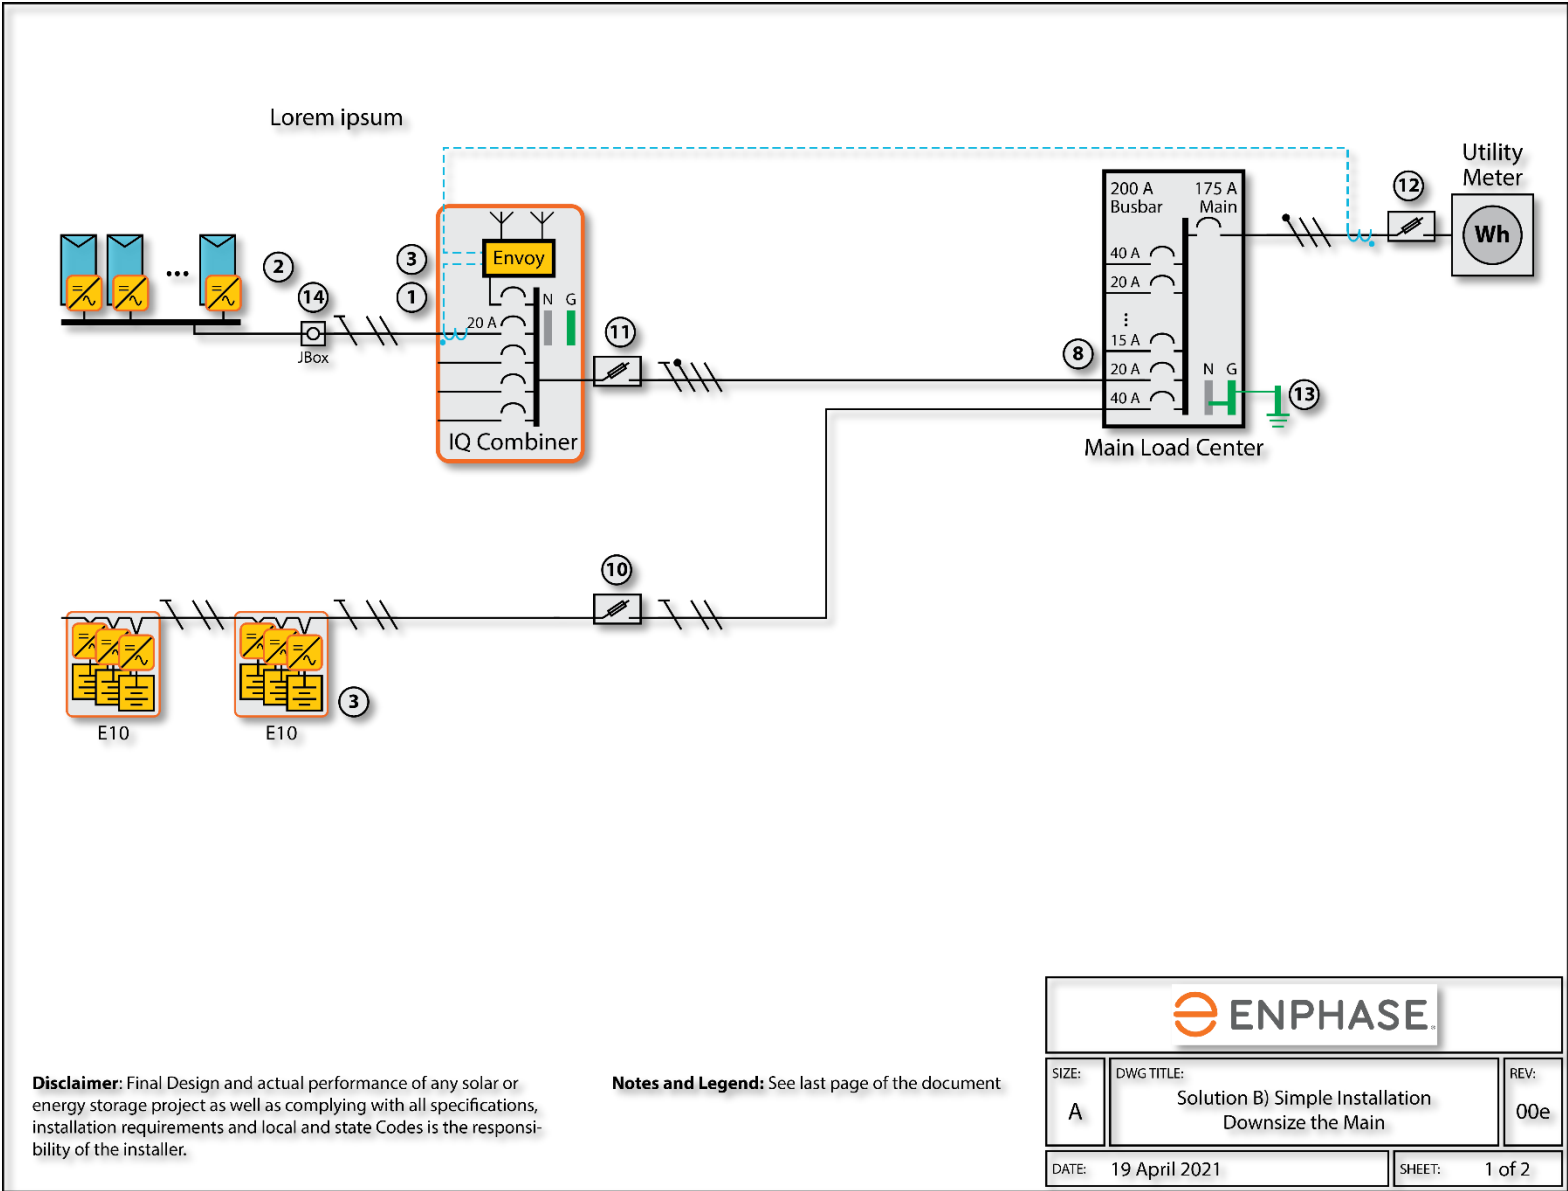 Lorem ipsum
Utility
Meter
12
200 A
Busbar
175 A
Main
Wh
3
Envoy
2
40 A
20 A
1
14
N G
20 A
11
⋮
15 A
JBox
8
20 A
N G
13
40 A
IQ Combiner
Main Load Center
...
10
3
E10
E10
ENPHASE
Disclaimer: Final Design and actual performance of any solar or
energy storage project as well as complying with all specifications,
installation requirements and local and state Codes is the responsi-
bility of the installer.
Notes and Legend: See last page of the document
SIZE:
A
DWG TITLE:
Solution B) Simple Installation
Downsize the Main
REV:
00e
DATE: 19 April 2021
SHEET: 1 of 2